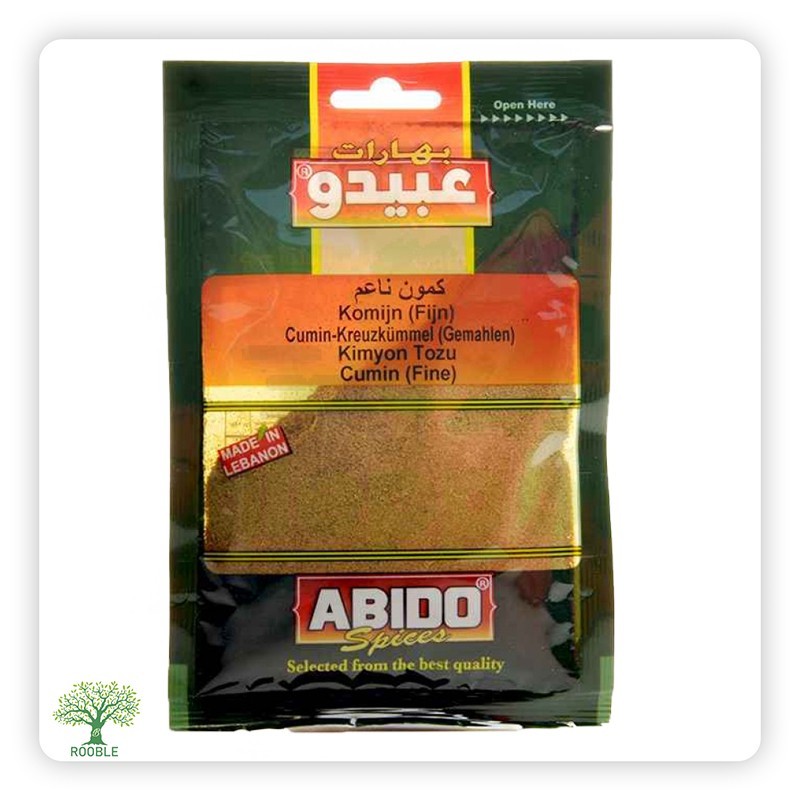 Open Here
بهارات
عبيدو®
كمون ناعم
Komijn (Fijn)
Cumin-Kreuzkümmel (Gemahlen)
Kimyon Tozu
Cumin (Fine)
MADE IN
LEBANON
ABIDO®
Spices
Selected from the best quality
ROOBLE